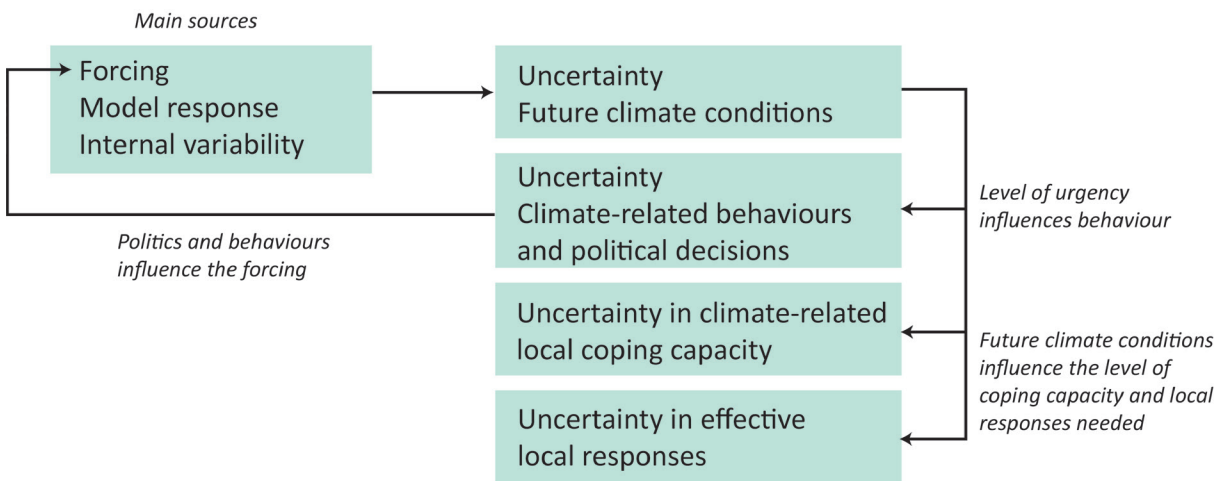 Main sources
Forcing
Model response
Internal variability
Uncertainty
Future climate conditions
Uncertainty
Climate-related behaviours
and political decisions
Level of urgency
influences behaviour
Politics and behaviours
influence the forcing
Uncertainty in climate-related
local coping capacity
Future climate conditions
influence the level of
coping capacity and local
responses needed
Uncertainty in effective
local responses